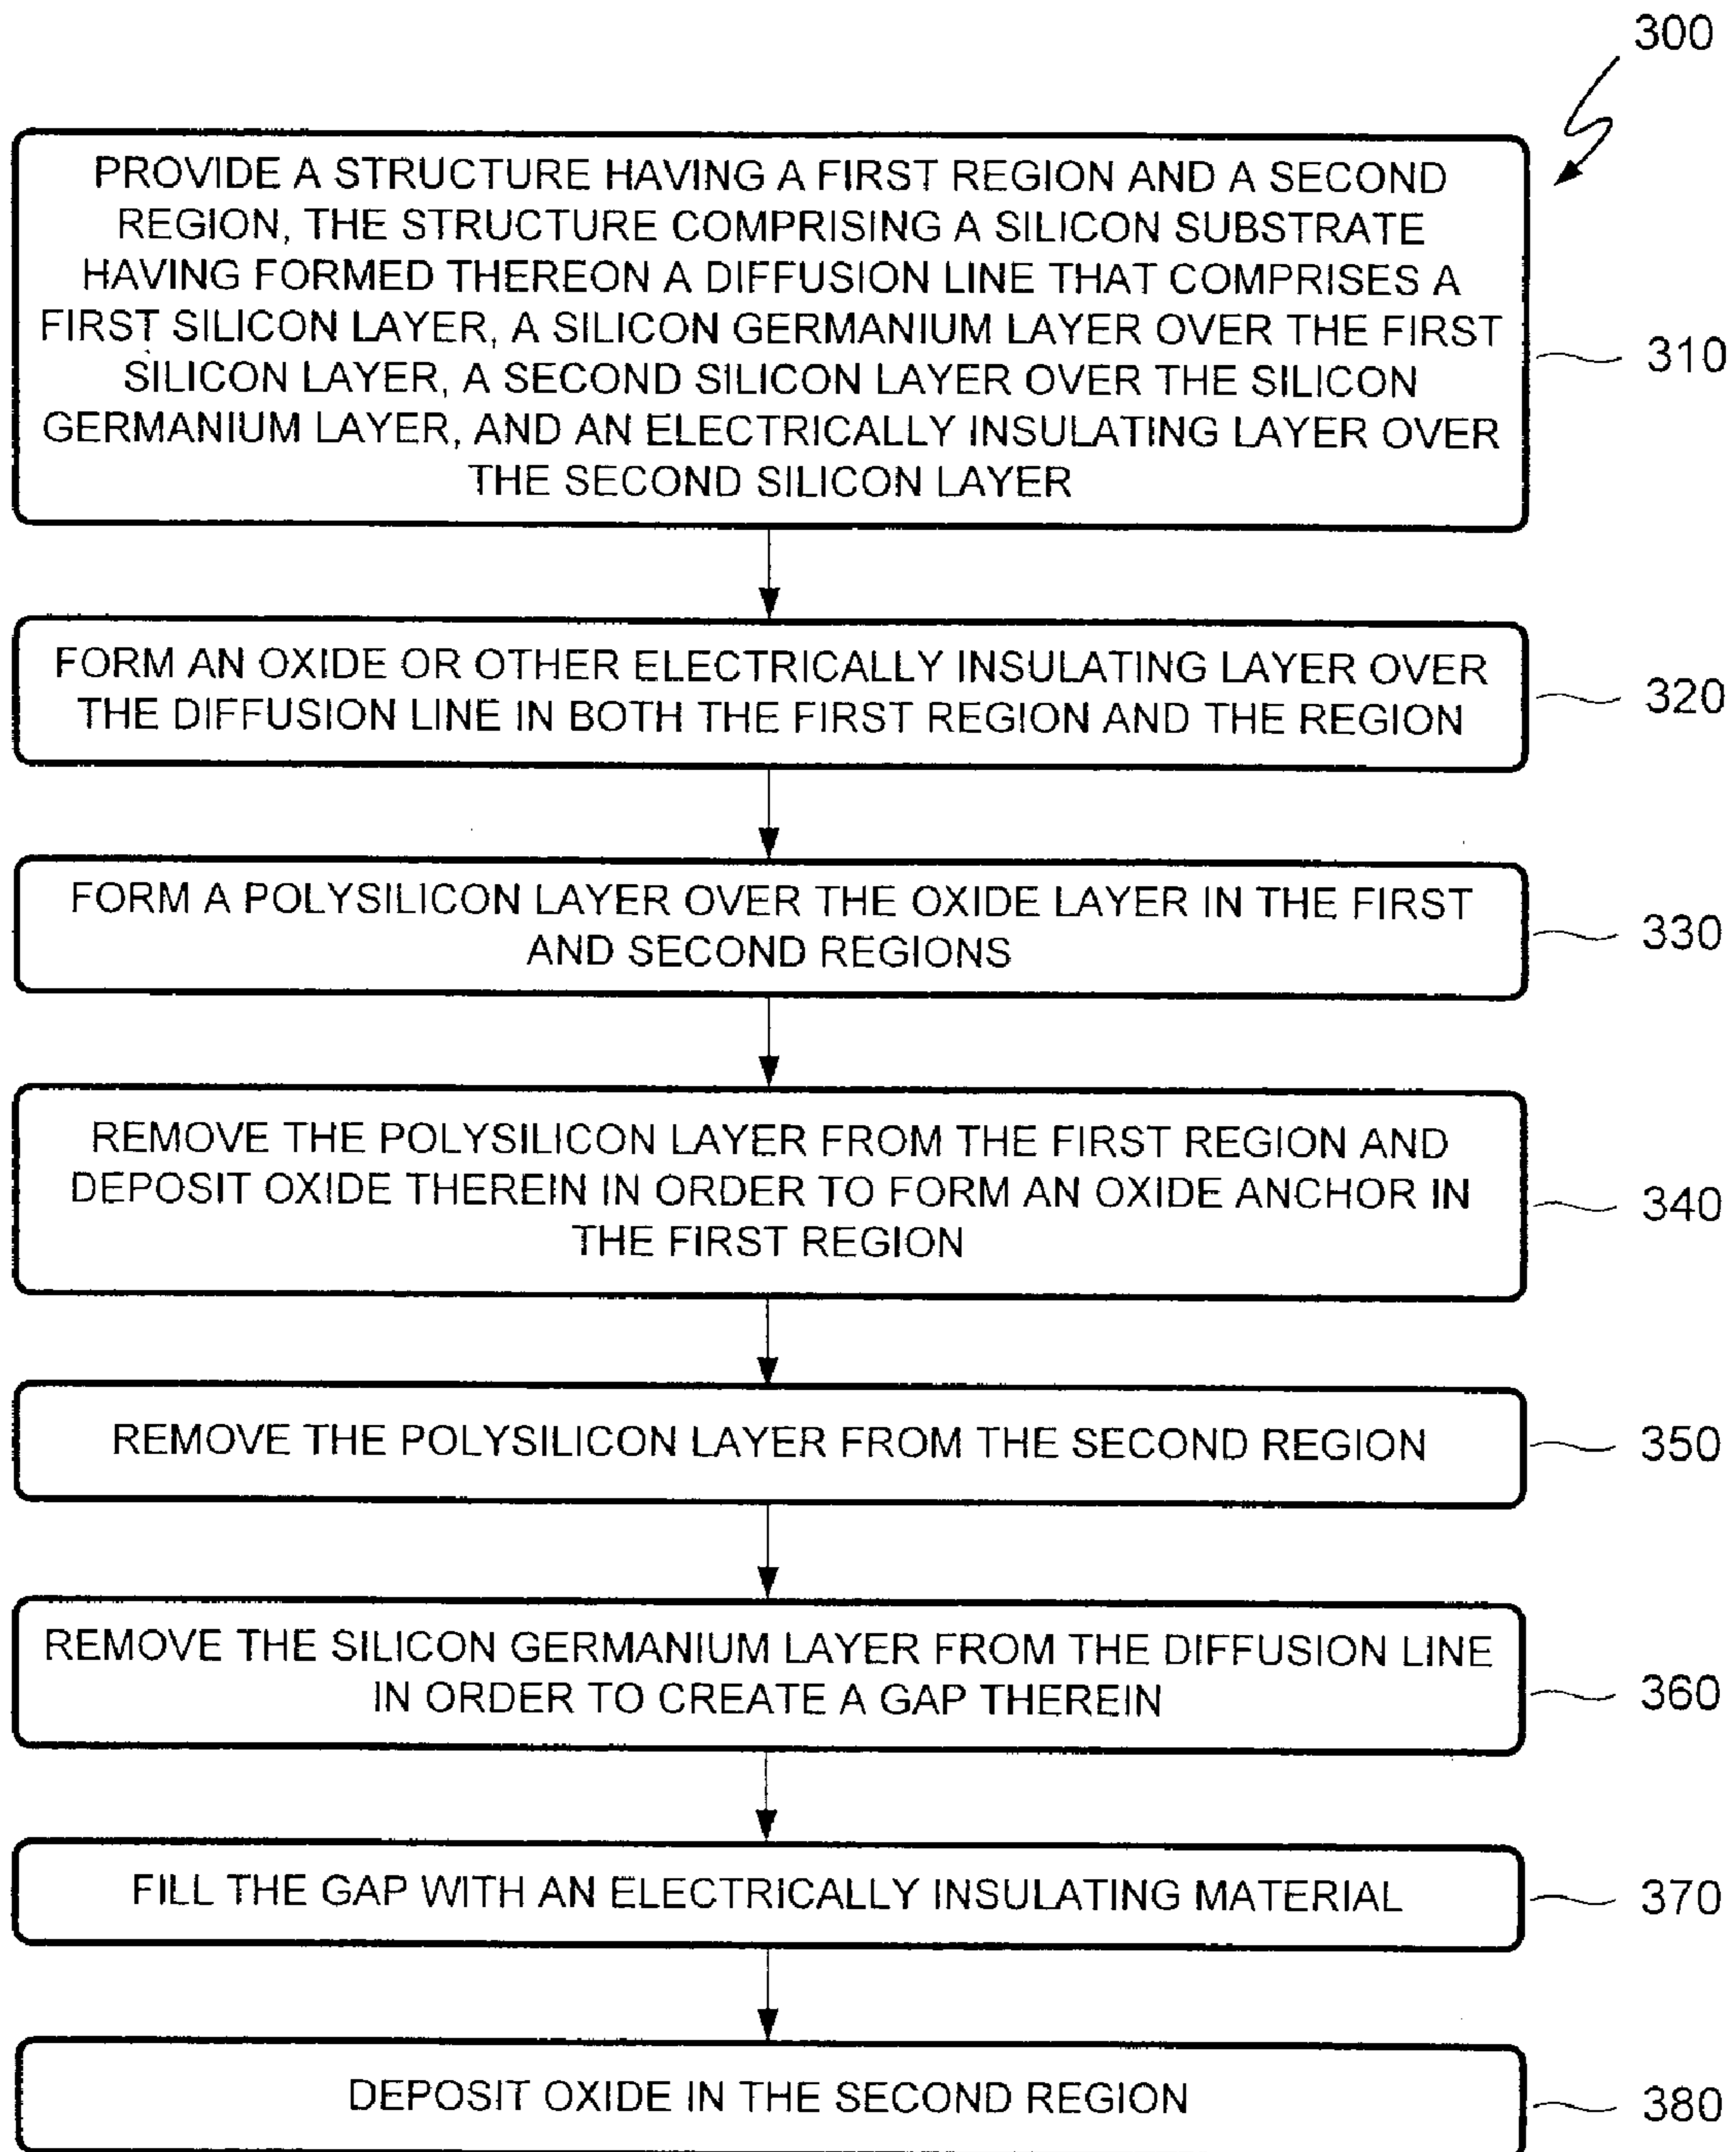 300
PROVIDE A STRUCTURE HAVING A FIRST REGION AND A SECOND
REGION, THE STRUCTURE COMPRISING A SILICON SUBSTRATE
HAVING FORMED THEREON A DIFFUSION LINE THAT COMPRISES A
FIRST SILICON LAYER, A SILICON GERMANIUM LAYER OVER THE FIRST
SILICON LAYER, A SECOND SILICON LAYER OVER THE SILICON
GERMANIUM LAYER, AND AN ELECTRICALLY INSULATING LAYER OVER
THE SECOND SILICON LAYER
310
FORM AN OXIDE OR OTHER ELECTRICALLY INSULATING LAYER OVER
THE DIFFUSION LINE IN BOTH THE FIRST REGION AND THE REGION
320
FORM A POLYSILICON LAYER OVER THE OXIDE LAYER IN THE FIRST
AND SECOND REGIONS
330
REMOVE THE POLYSILICON LAYER FROM THE FIRST REGION AND
DEPOSIT OXIDE THEREIN IN ORDER TO FORM AN OXIDE ANCHOR IN
THE FIRST REGION
340
REMOVE THE POLYSILICON LAYER FROM THE SECOND REGION
350
REMOVE THE SILICON GERMANIUM LAYER FROM THE DIFFUSION LINE
IN ORDER TO CREATE A GAP THEREIN
360
FILL THE GAP WITH AN ELECTRICALLY INSULATING MATERIAL
370
DEPOSIT OXIDE IN THE SECOND REGION
380